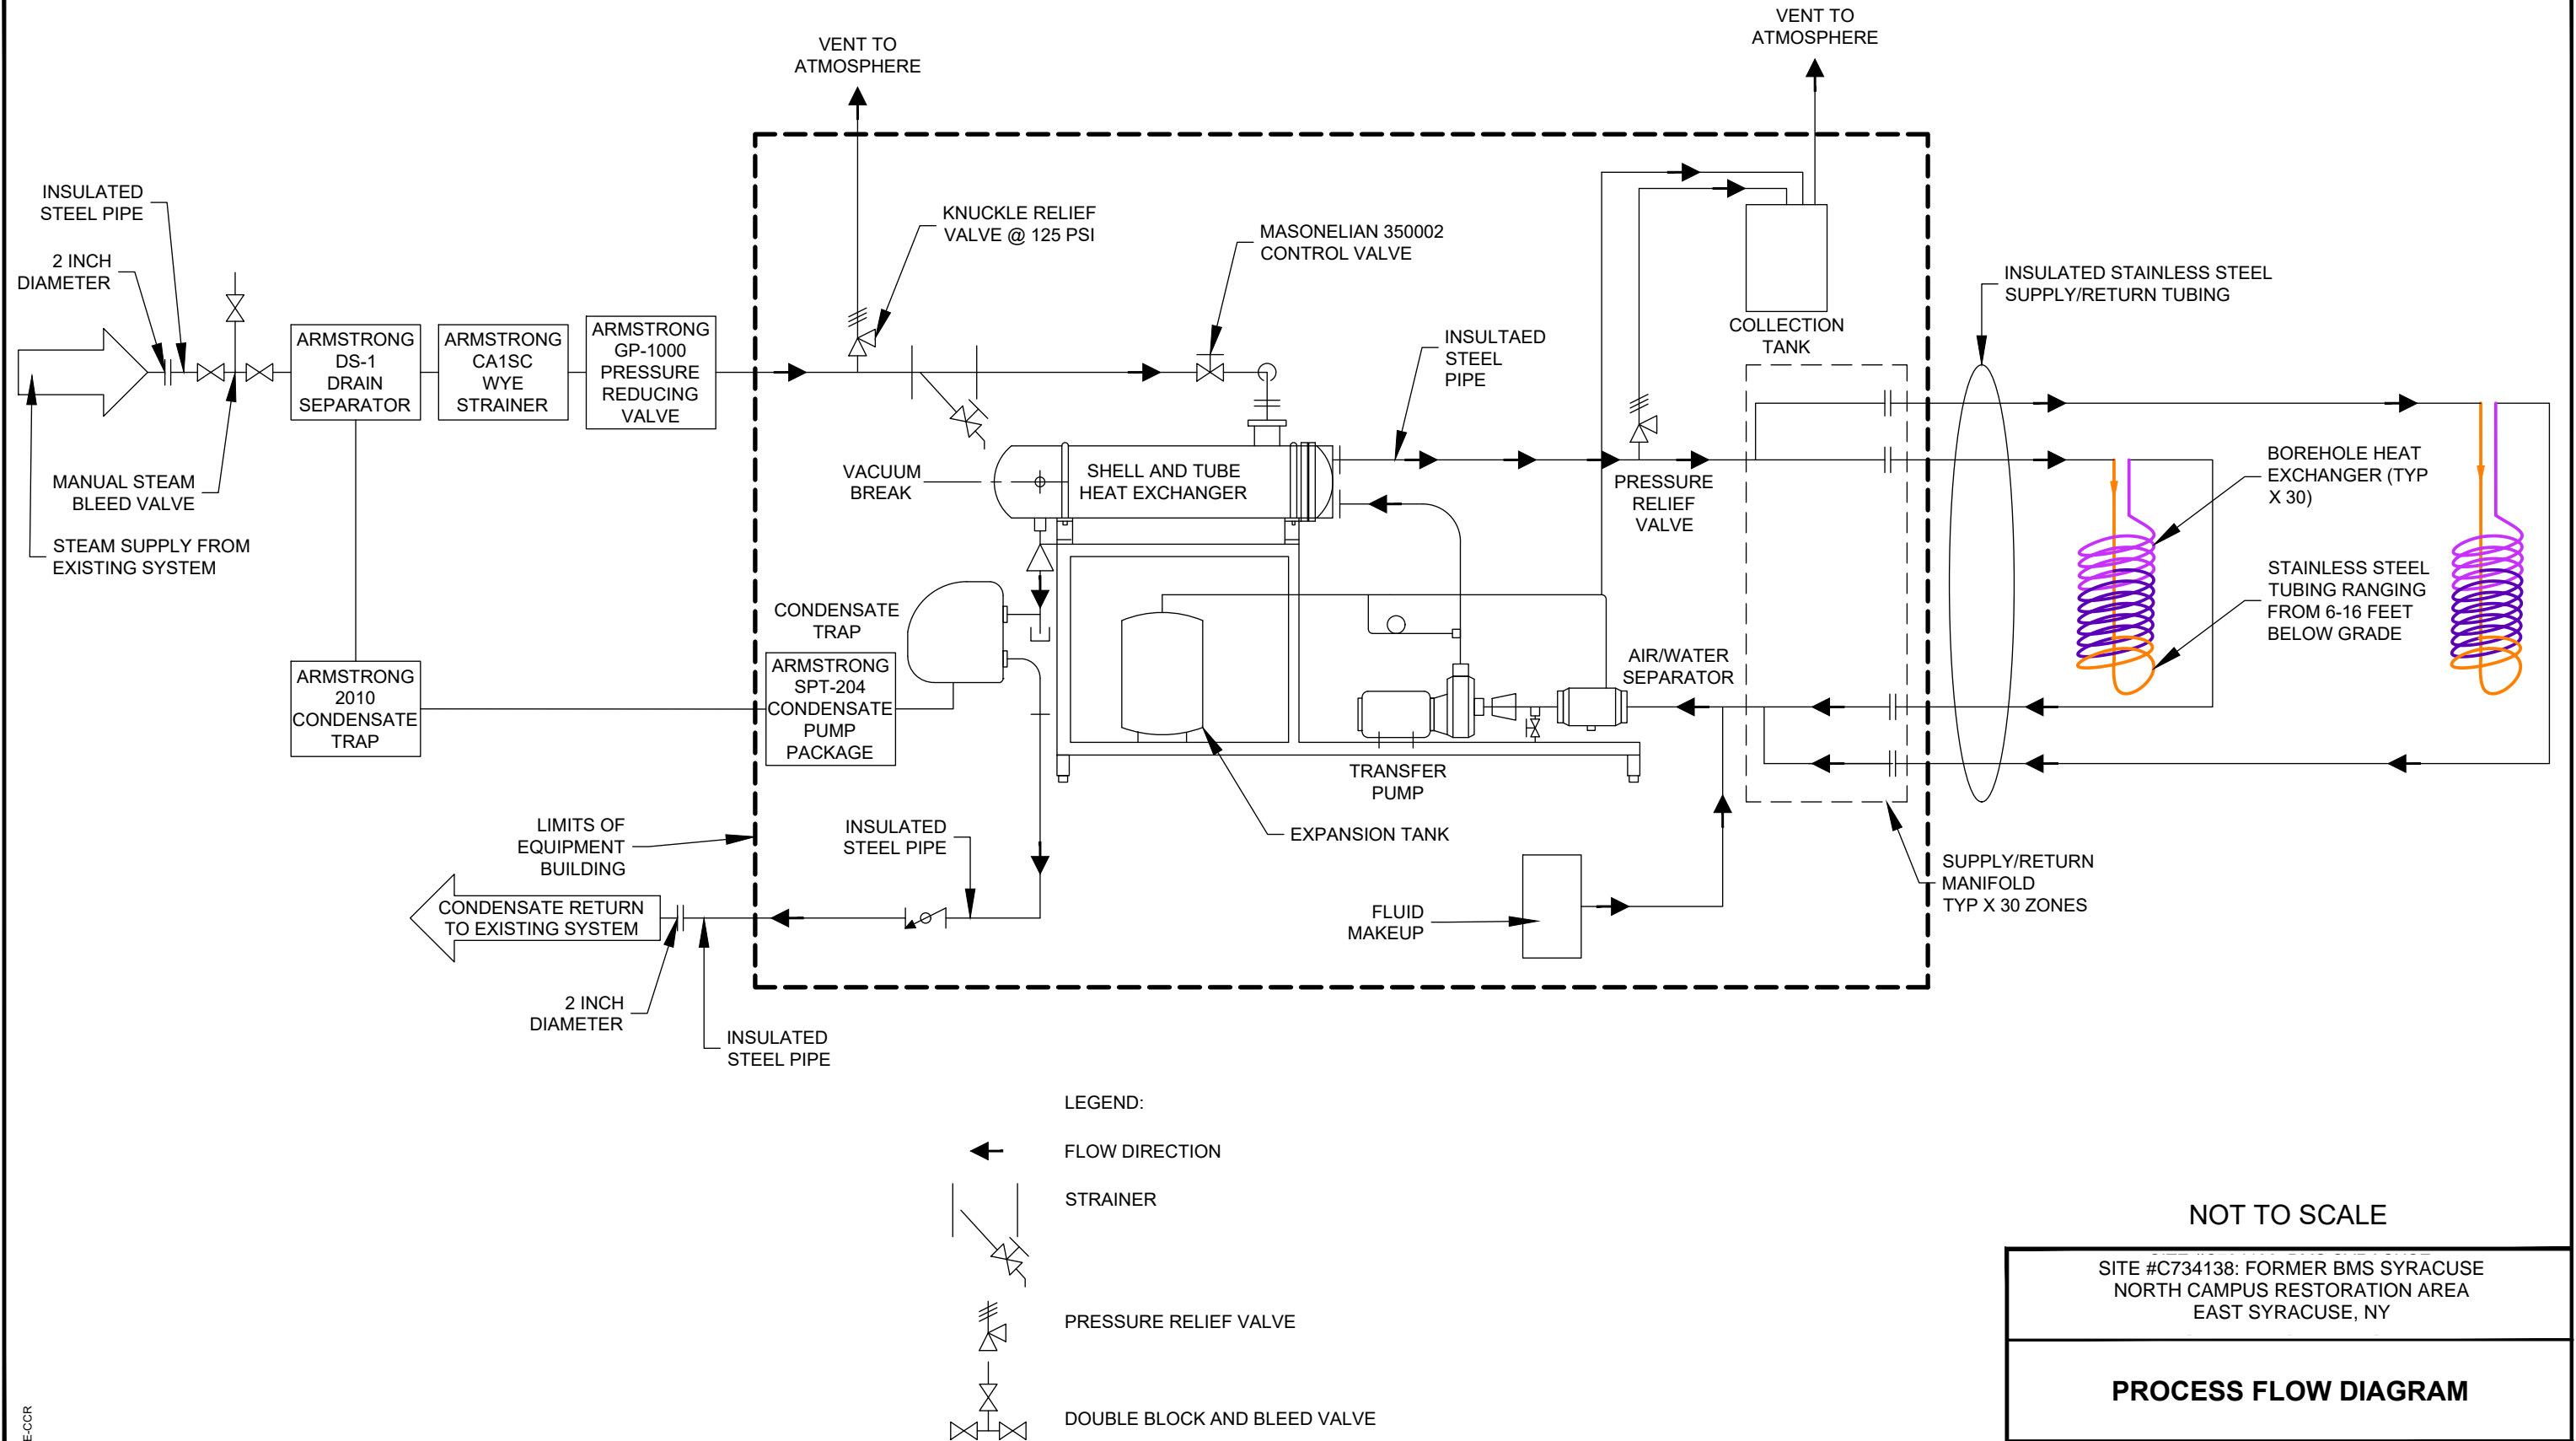 VENT TO
ATMOSPHERE
VENT TO
ATMOSPHERE
INSULATED
STEEL PIPE
2 INCH
DIAMETER
KNUCKLE RELIEF
VALVE @ 125 PSI
MASONELIAN 350002
CONTROL VALVE
INSULATED STAINLESS STEEL
SUPPLY/RETURN TUBING
COLLECTION
TANK
ARMSTRONG
DS-1
DRAIN
SEPARATOR
ARMSTRONG
CA1SC
WYE
STRAINER
ARMSTRONG
GP-1000
PRESSURE
REDUCING
VALVE
INSULTAED
STEEL
PIPE
MANUAL STEAM
BLEED VALVE
STEAM SUPPLY FROM
EXISTING SYSTEM
VACUUM
BREAK
SHELL AND TUBE
HEAT EXCHANGER
PRESSURE
RELIEF
VALVE
BOREHOLE HEAT
EXCHANGER (TYP
X 30)
STAINLESS STEEL
TUBING RANGING
FROM 6-16 FEET
BELOW GRADE
CONDENSATE
TRAP
ARMSTRONG
2010
CONDENSATE
TRAP
ARMSTRONG
SPT-204
CONDENSATE
PUMP
PACKAGE
AIR/WATER
SEPARATOR
TRANSFER
PUMP
EXPANSION TANK
LIMITS OF
EQUIPMENT
BUILDING
INSULATED
STEEL PIPE
CONDENSATE RETURN
TO EXISTING SYSTEM
FLUID
MAKEUP
SUPPLY/RETURN
MANIFOLD
TYP X 30 ZONES
2 INCH
DIAMETER
INSULATED
STEEL PIPE
LEGEND:
FLOW DIRECTION
STRAINER
PRESSURE RELIEF VALVE
DOUBLE BLOCK AND BLEED VALVE
NOT TO SCALE
SITE #C734138: FORMER BMS SYRACUSE
NORTH CAMPUS RESTORATION AREA
EAST SYRACUSE, NY
PROCESS FLOW DIAGRAM
E-CCR